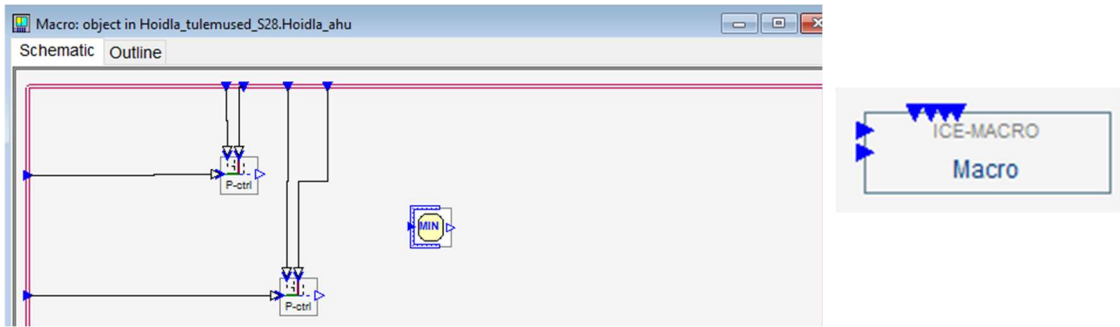 Macro: object in Hoidla_tulemused_S28.Hoidla_ahu
Schematic Outline
P-ctrl
MIN
P-ctrl
ICE-MACRO
Macro